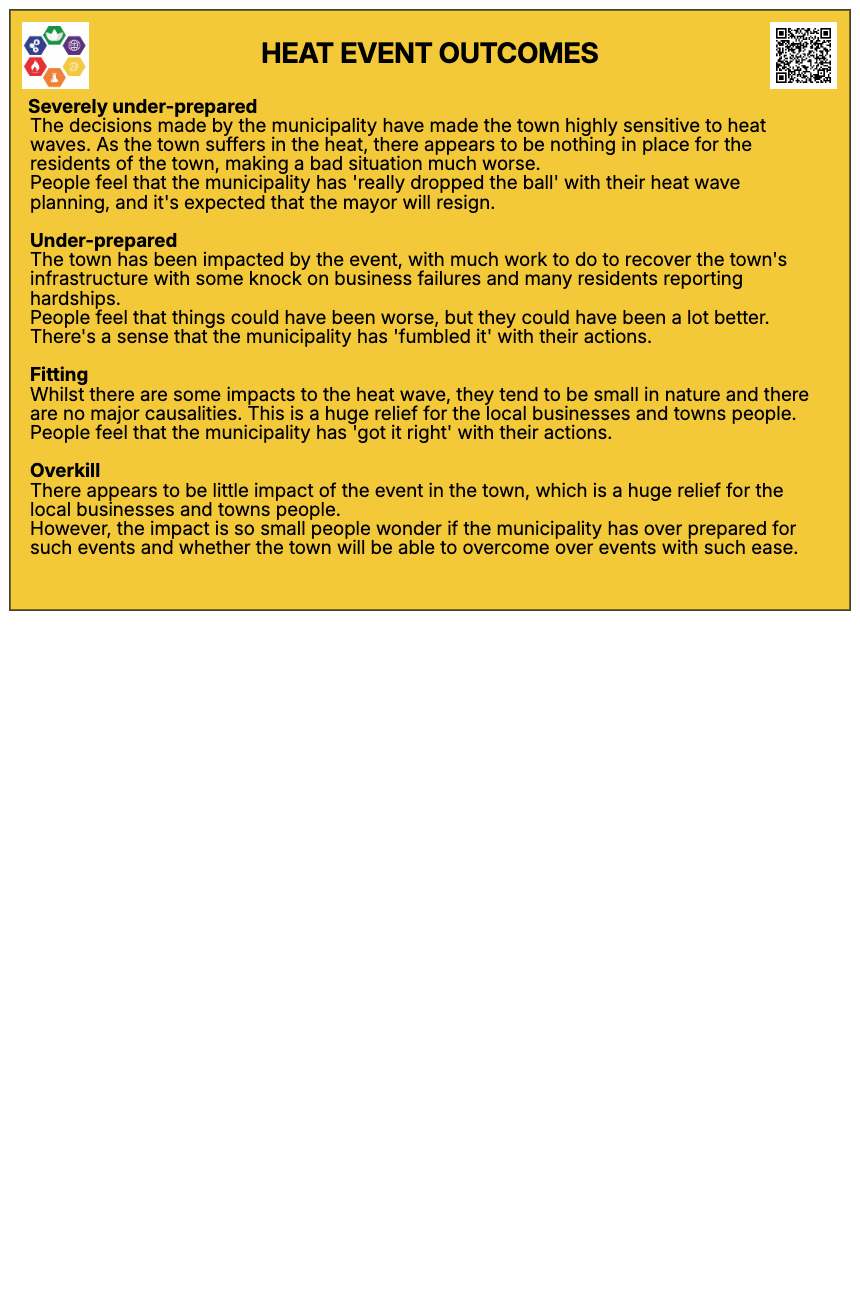 HEAT EVENT OUTCOMES
Severely under-prepared
The decisions made by the municipality have made the town highly sensitive to heat
waves. As the town suffers in the heat, there appears to be nothing in place for the
residents of the town, making a bad situation much worse.
People feel that the municipality has 'really dropped the ball' with their heat wave
planning, and it's expected that the mayor will resign.
Under-prepared
The town has been impacted by the event, with much work to do to recover the town's
infrastructure with some knock on business failures and many residents reporting
hardships.
People feel that things could have been worse, but they could have been a lot better.
There's a sense that the municipality has 'fumbled it' with their actions.
Fitting
Whilst there are some impacts to the heat wave, they tend to be small in nature and there
are no major causalities. This is a huge relief for the local businesses and towns people.
People feel that the municipality has 'got it right' with their actions.
Overkill
There appears to be little impact of the event in the town, which is a huge relief for the
local businesses and towns people.
However, the impact is so small people wonder if the municipality has over prepared for
such events and whether the town will be able to overcome over events with such ease.